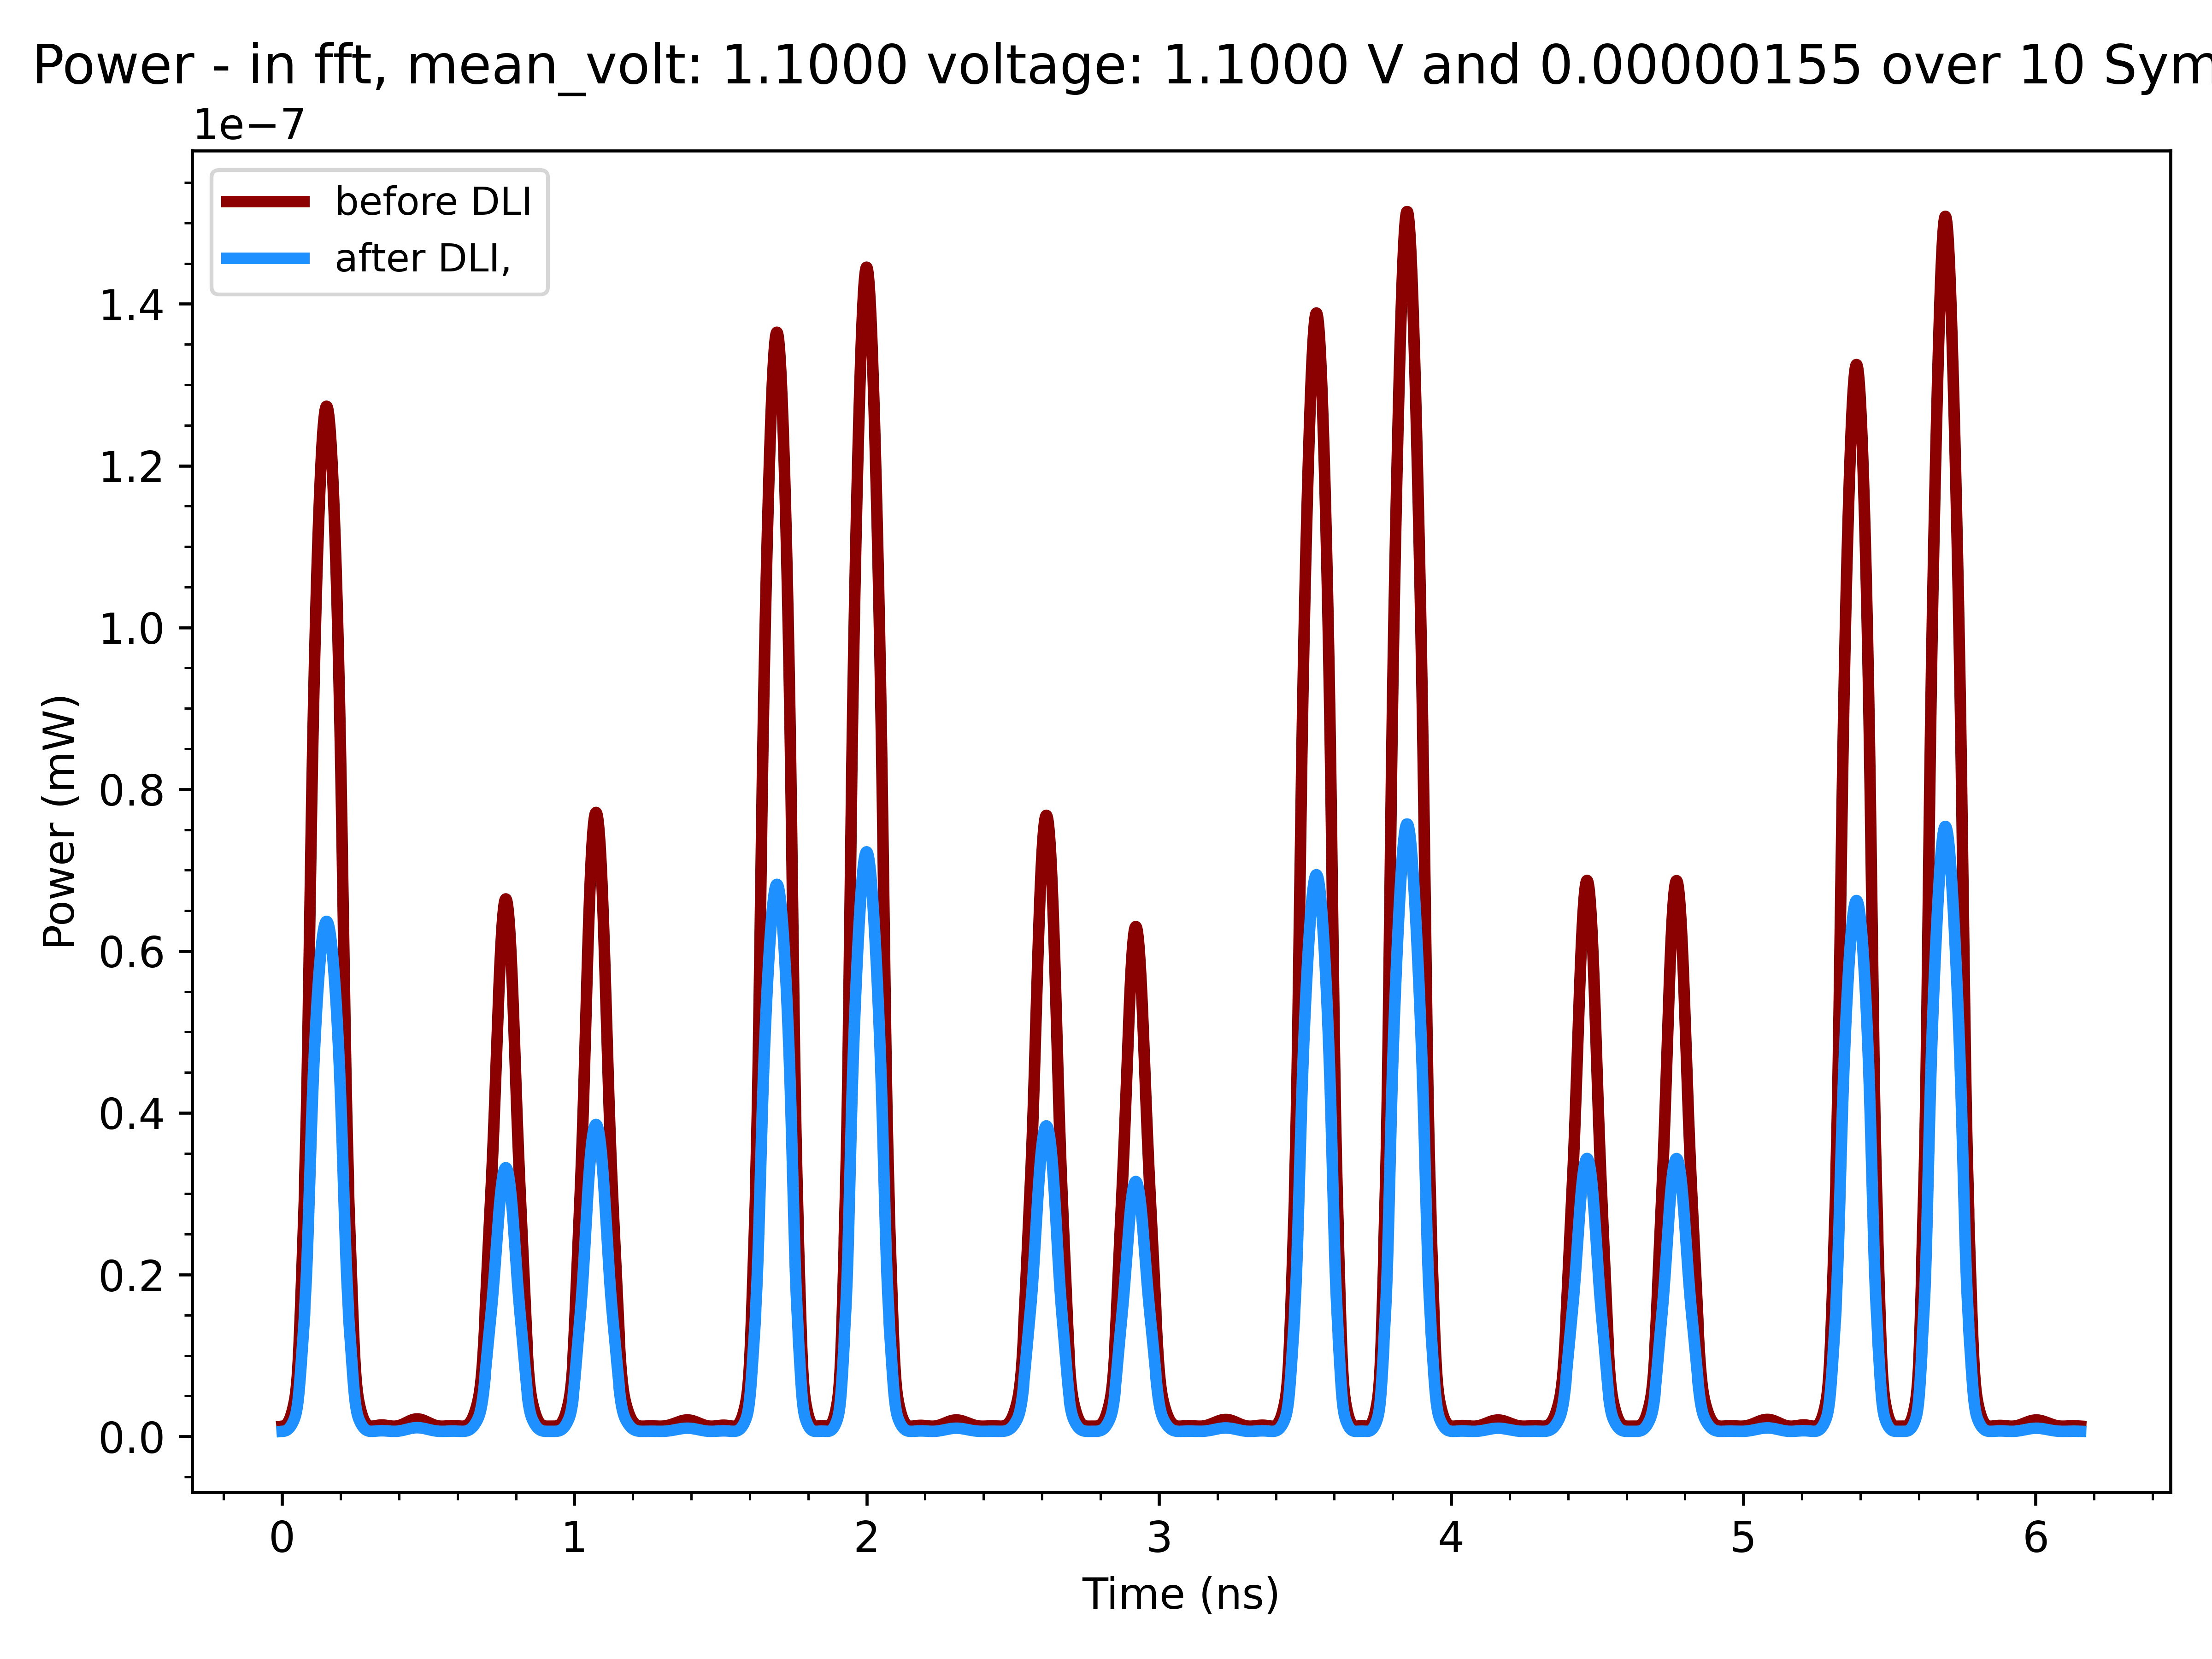 Power - in fft, mean_volt: 1.1000 voltage: 1.1000 V and 0.00000155 over 10 Sym
1e−7
before DLI
after DLI,
1.4
1.2
1.0
0.8
0.6
0.4
0.2
0.0
Power (mW)
0 1 2 3 4 5 6
Time (ns)